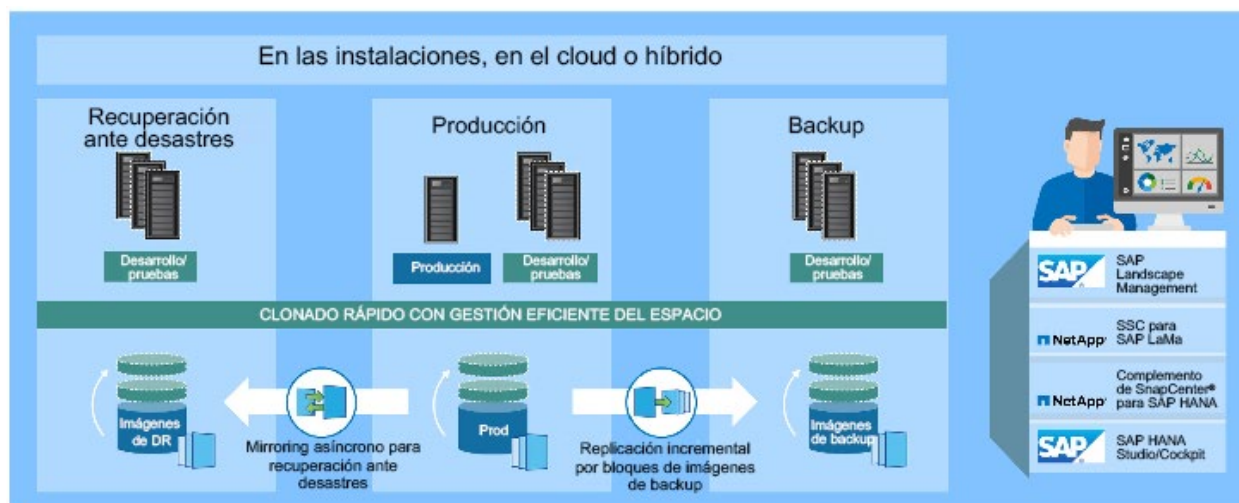 En las instalaciones, en el cloud o híbrido
Recuperación
ante desastres
Desarrollo/
pruebas
Producción
Producción
Desarrollo/
pruebas
Backup
Desarrollo/
pruebas
CLONADO RÁPIDO CON GESTIÓN EFICIENTE DEL ESPACIO
Imágenes
de DR
Mirroring asíncrono para
recuperación ante
desastres
Prod
Replicación incremental
por bloques de imágenes
de backup
Imágenes
de backup
SAP
SAP
Landscape
Management
NetApp
SSC para
SAP LaMa
NetApp
Complemento
de SnapCenter®
para SAP HANA
SAP
SAP HANA
Studio/Cockpit